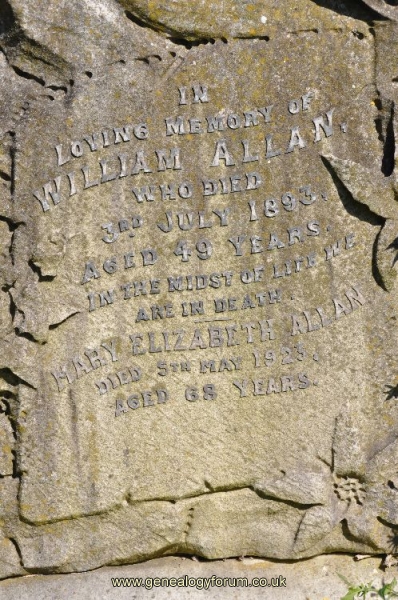 IN
LOVING MEMORY OF
WILLIAM ALLAN,
WHO DIED
3RD JULY 1893.
AGED 49 YEARS.
IN THE MIDST OF LIFE WE
ARE IN DEATH.
MARY ELIZABETH ALLAN
DIED 5TH MAY 1923.
AGED 68 YEARS.
www.genealogyforum.co.uk